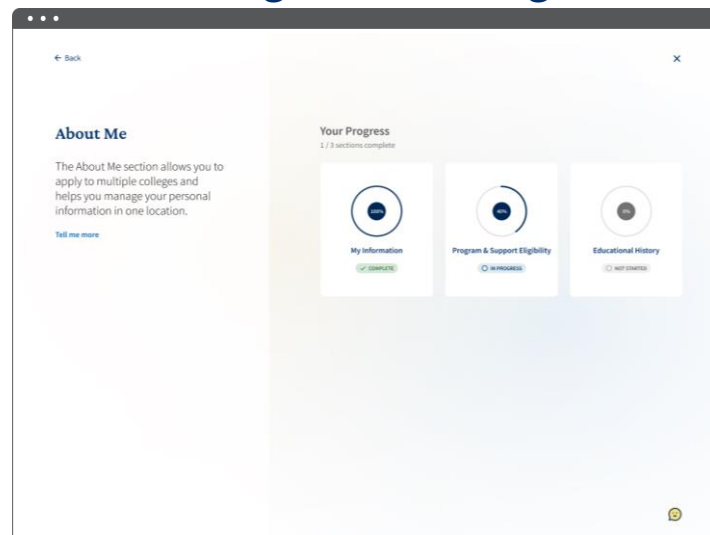 ← Back
×
About Me
The About Me section allows you to
apply to multiple colleges and
helps you manage your personal
information in one location.
Tell me more
Your Progress
1 / 3 sections complete
100%
My Information
COMPLETE
40%
Program & Support Eligibility
IN PROGRESS
0%
Educational History
NOT STARTED